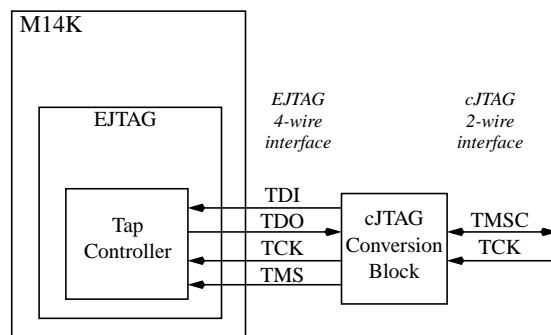 M14K
EJTAG
Tap
Controller
EJTAG
4-wire
interface
cJTAG
2-wire
interface
TDI
TDO
TCK
TMS
cJTAG
Conversion
Block
TMSC
TCK